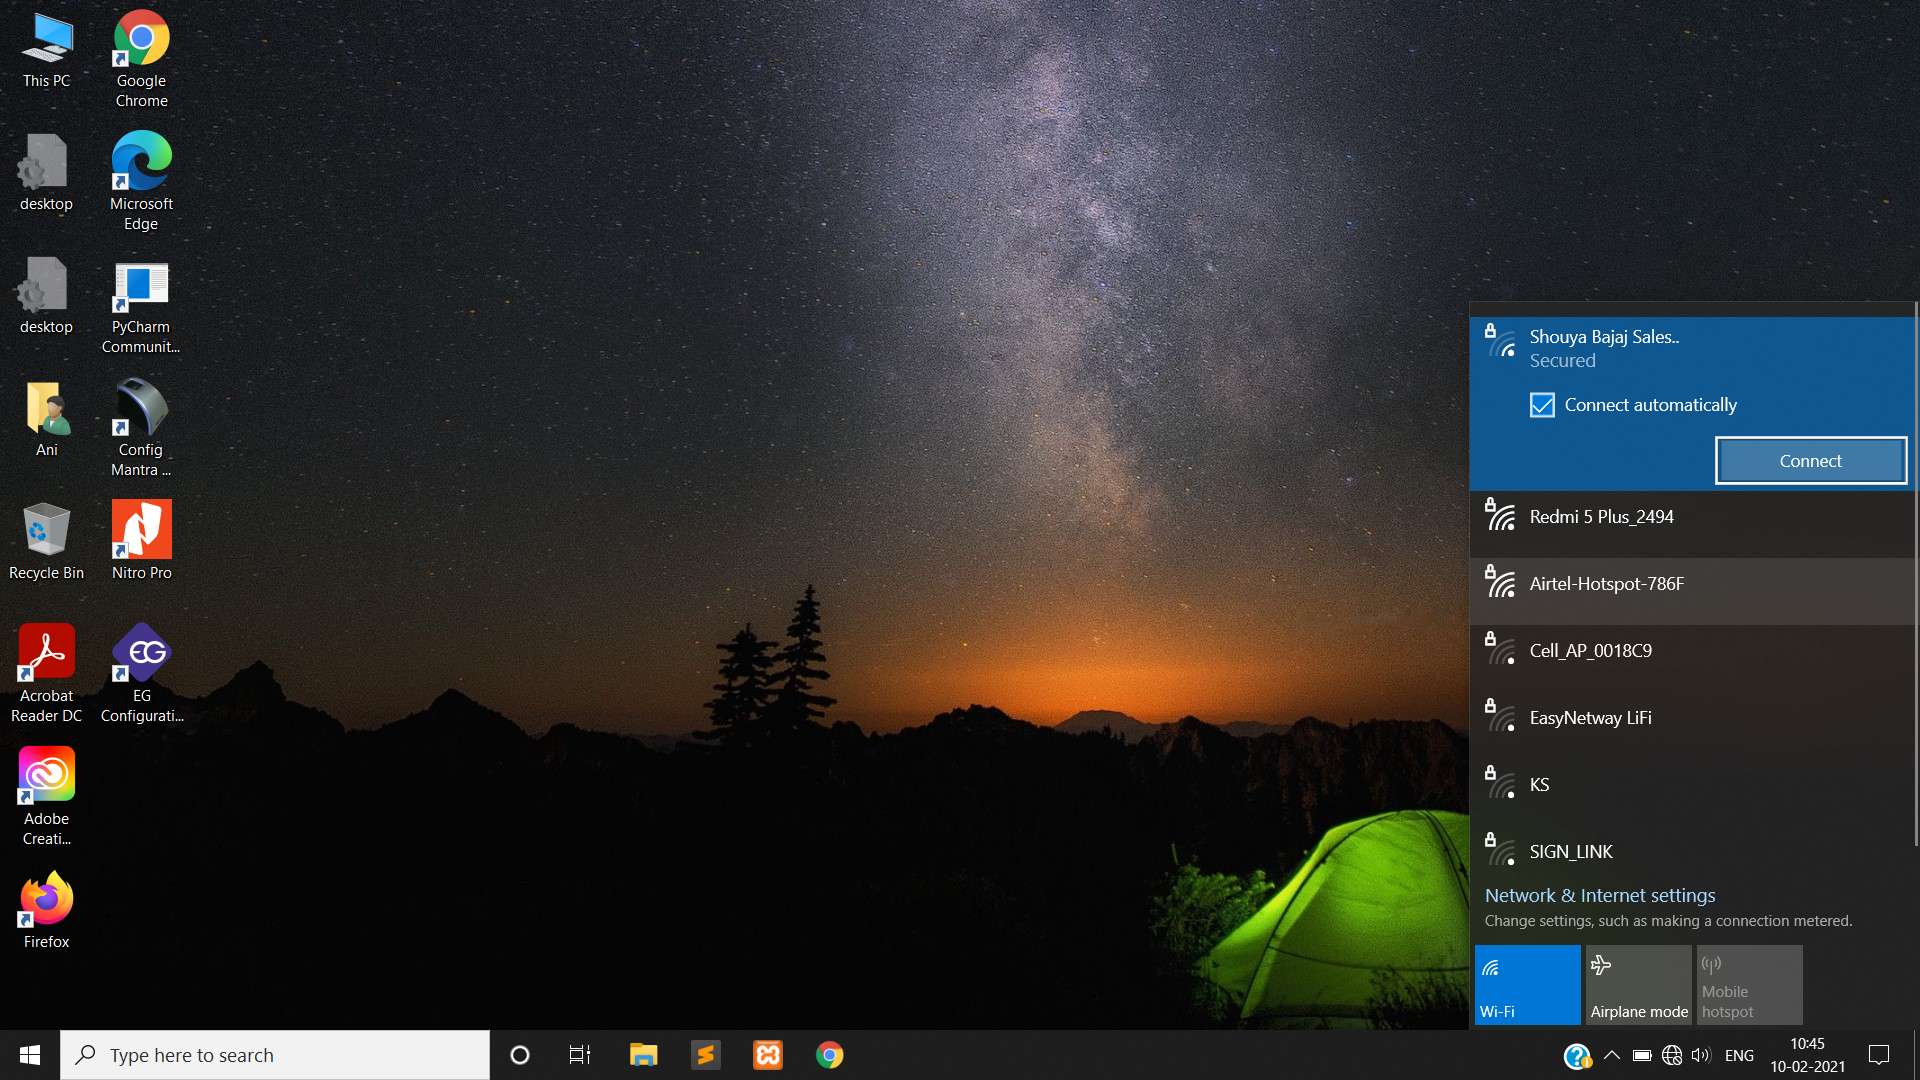 This PC
Google
Chrome
desktop
Microsoft
Edge
desktop
PyCharm
Communit...
Ani
Config
Mantra ...
Recycle Bin
Nitro Pro
Acrobat
Reader DC
EG
EG
Configurati...
Adobe
Creati...
Firefox
Shouya Bajaj Sales..
Secured
Connect automatically
Connect
Redmi 5 Plus_2494
Airtel-Hotspot-786F
Cell_AP_0018C9
EasyNetway LiFi
KS
SIGN_LINK
Network & Internet settings
Change settings, such as making a connection metered.
Wi-Fi
Airplane mode
Mobile
hotspot
Type here to search
ENG
10:45
10-02-2021